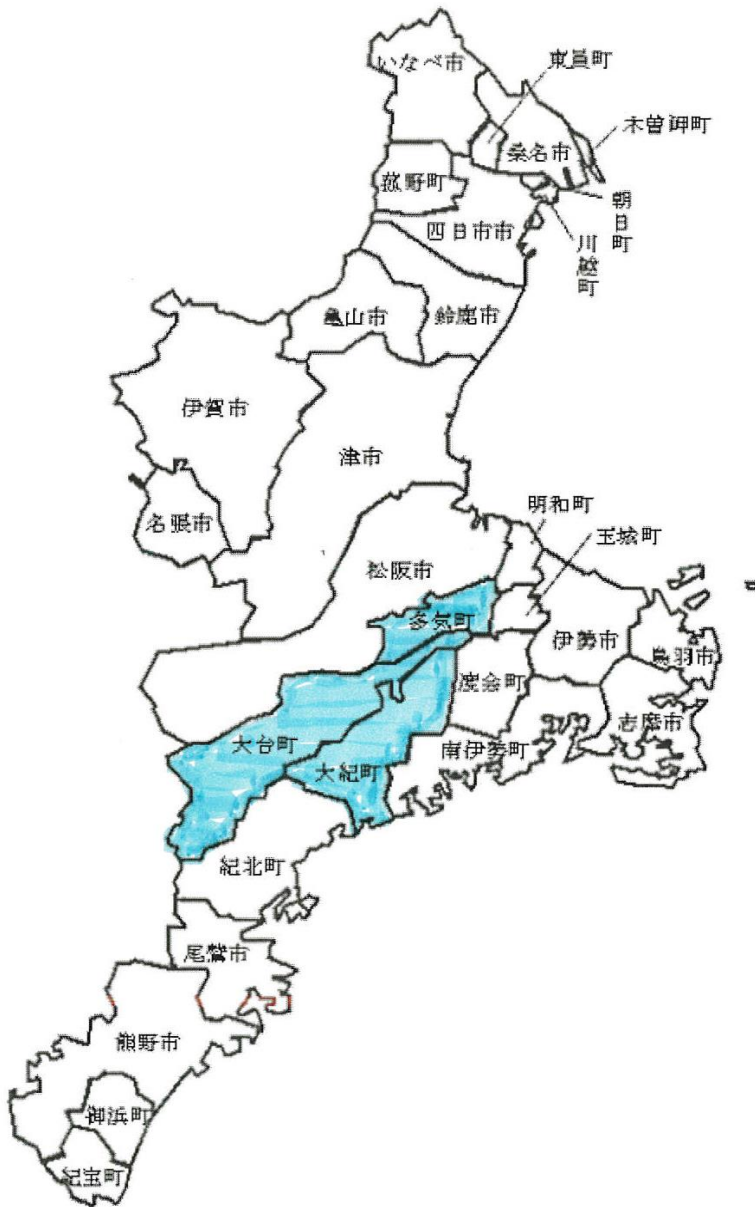 いなべ市
東員町
木曽岬町
桑名市
菰野町
朝日町
四日市市
川越町
亀山市
鈴鹿市
伊賀市
津市
名張市
明和町
玉城町
松阪市
多気町
伊勢市
鳥羽市
度会町
志摩市
大台町
大紀町
南伊勢町
紀北町
尾鷲市
熊野市
御浜町
紀宝町